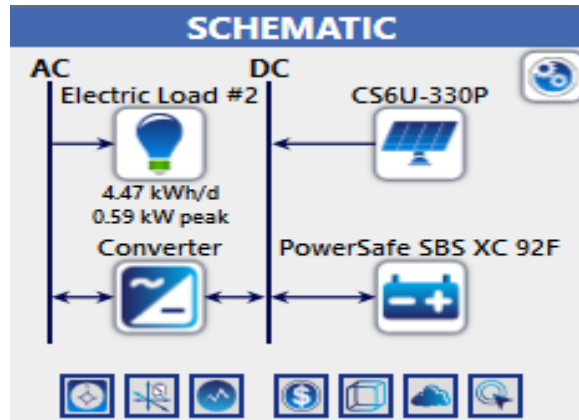 SCHEMATIC
AC DC
Electric Load #2 CS6U-330P
4.47 kWh/d
0.59 kW peak
Converter PowerSafe SBS XC 92F